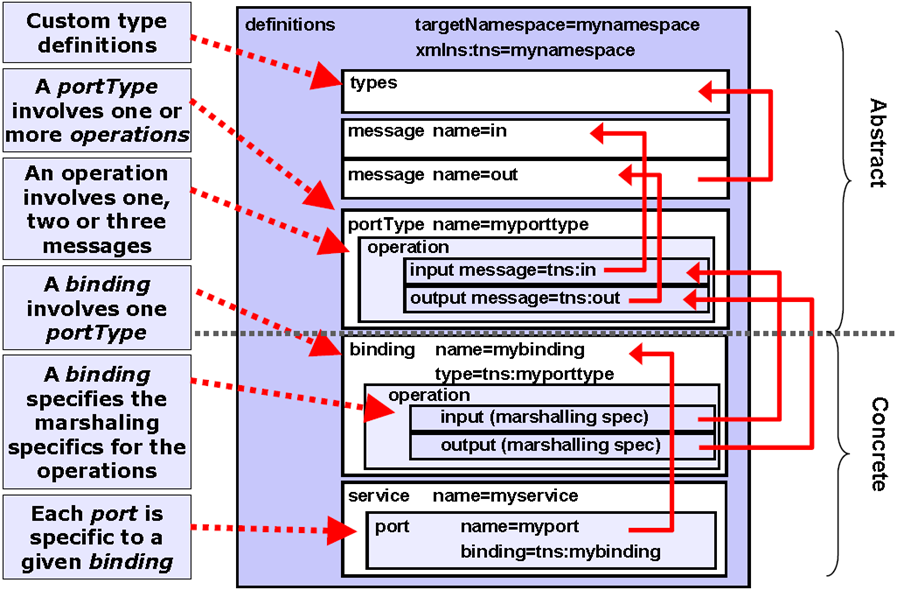 Custom type
definitions
A portType
involves one or
more operations
An operation
involves one,
two or three
messages
A binding
involves one
portType
A binding
specifies the
marshaling
specifics for the
operations
Each port is
specific to a
given binding
definitions targetNamespace=mynamespace
xmlns:tns=mynamespace
types
message name=in
message name=out
portType name=myporttype
operation
input message=tns:in
output message=tns:out
binding name=mybinding
type=tns:myporttype
operation
input (marshalling spec)
output (marshalling spec)
service name=myservice
port name=myport
binding=tns:mybinding
Abstract
Concrete